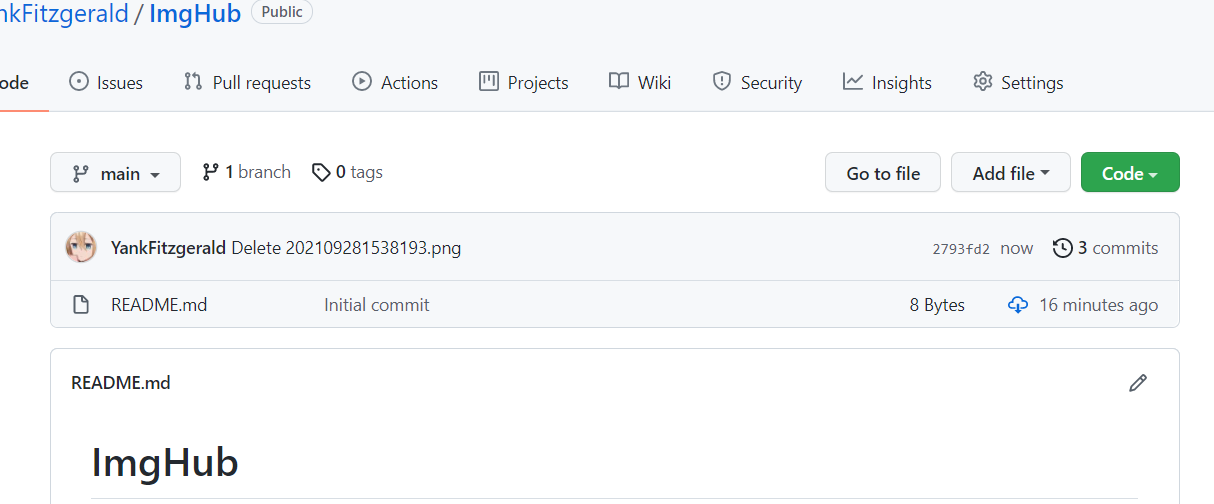 nkFitzgerald / ImgHub Public
ode Issues Pull requests Actions Projects Wiki Security Insights Settings
main 1 branch 0 tags Go to file Add file Code
YankFitzgerald Delete 202109281538193.png 2793fd2 now 3 commits
README.md Initial commit 8 Bytes 16 minutes ago
README.md
ImgHub